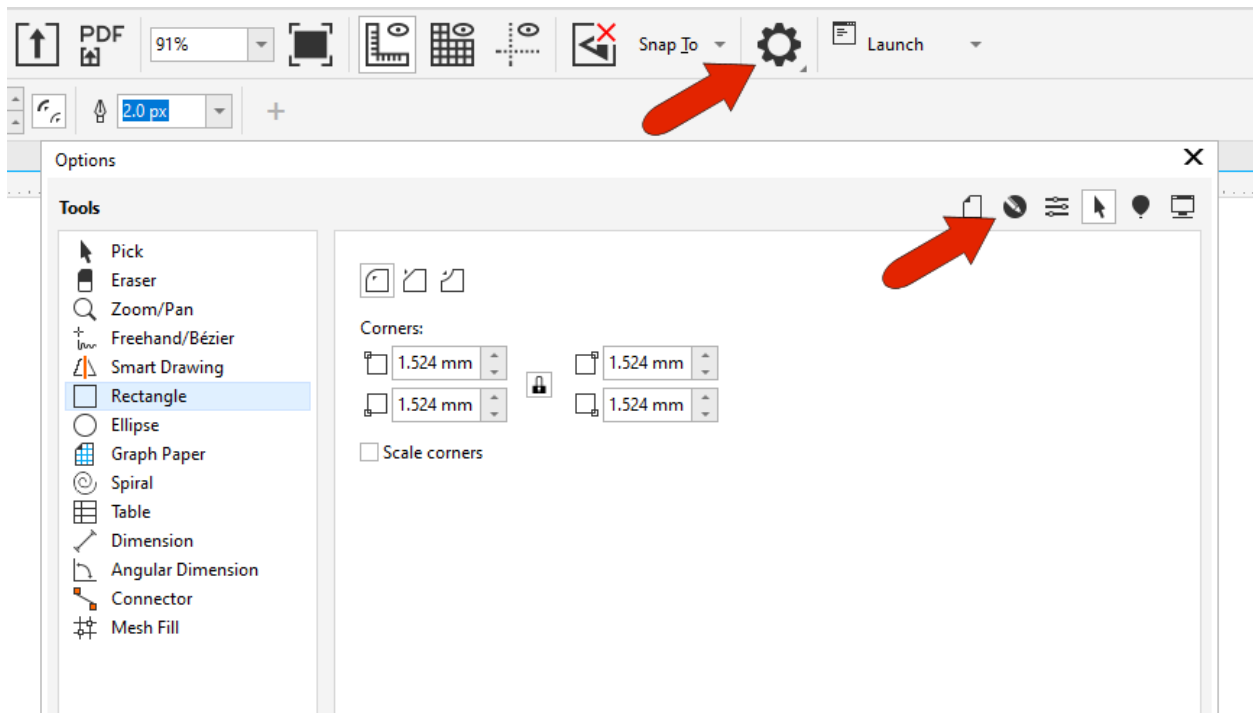 PDF
91%
Snap To
Launch
2.0 px
Options
Tools
Pick
Eraser
Zoom/Pan
Freehand/Bézier
Smart Drawing
Rectangle
Ellipse
Graph Paper
Spiral
Table
Dimension
Angular Dimension
Connector
Mesh Fill
Corners:
1.524 mm 1.524 mm
1.524 mm 1.524 mm
Scale corners